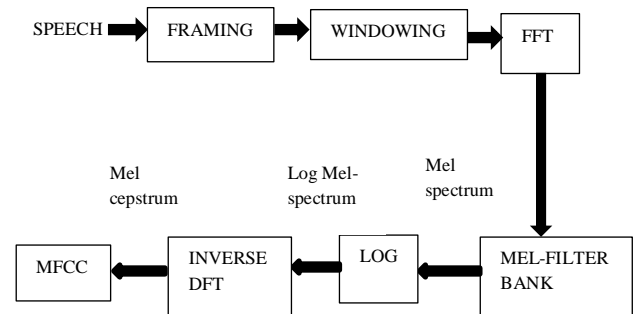 SPEECH
FRAMING
WINDOWING
FFT
Mel
cepstrum
Log Mel-
spectrum
Mel
spectrum
MFCC
INVERSE
DFT
LOG
MEL-FILTER
BANK